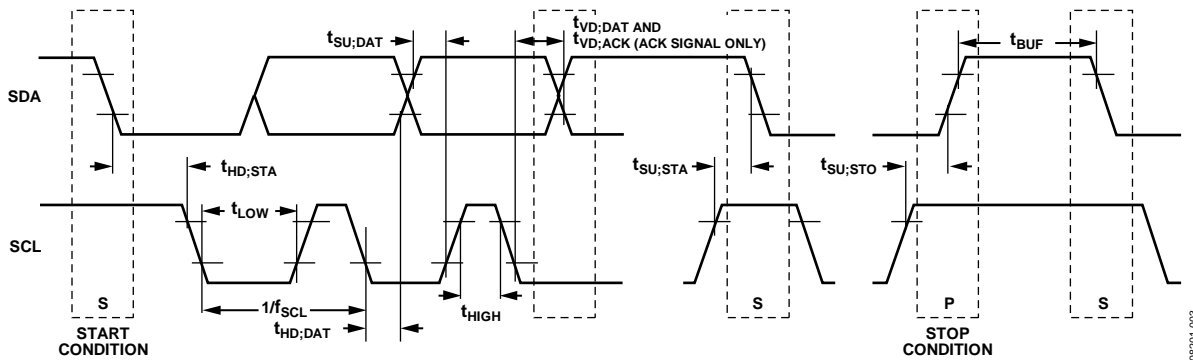 tVD;DAT AND
tVD;ACK (ACK SIGNAL ONLY)
tSU;DAT
tBUF
SDA
tHD;STA
tSU;STA
tSU;STO
tLOW
SCL
1/fSCL
tHIGH
tHD;DAT
S
START
CONDITION
S
P
STOP
CONDITION
S